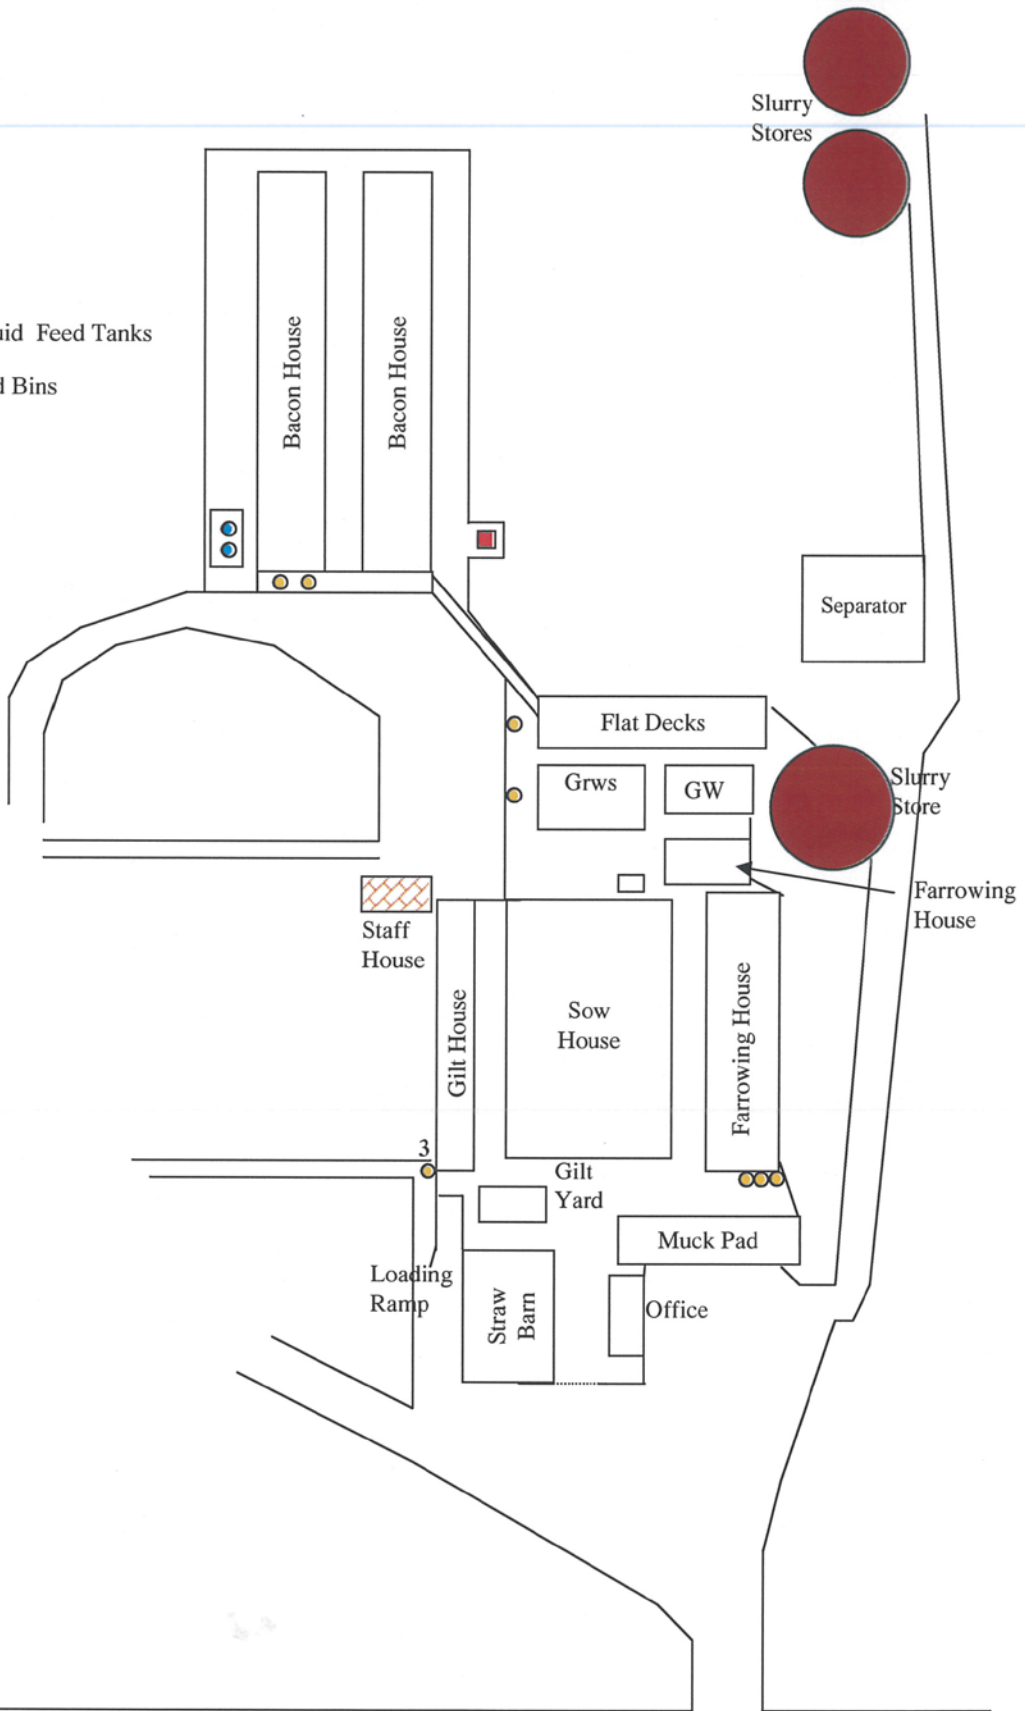 Slurry
Stores
Feed Tanks
Bins
Bacon House
Bacon House
Separator
Flat Decks
Grws
GW
Slurry
Store
Farrowing
House
Staff
House
Gilt House
Sow
House
Farrowing House
3
Gilt
Yard
Muck Pad
Loading
Ramp
Straw
Barn
Office